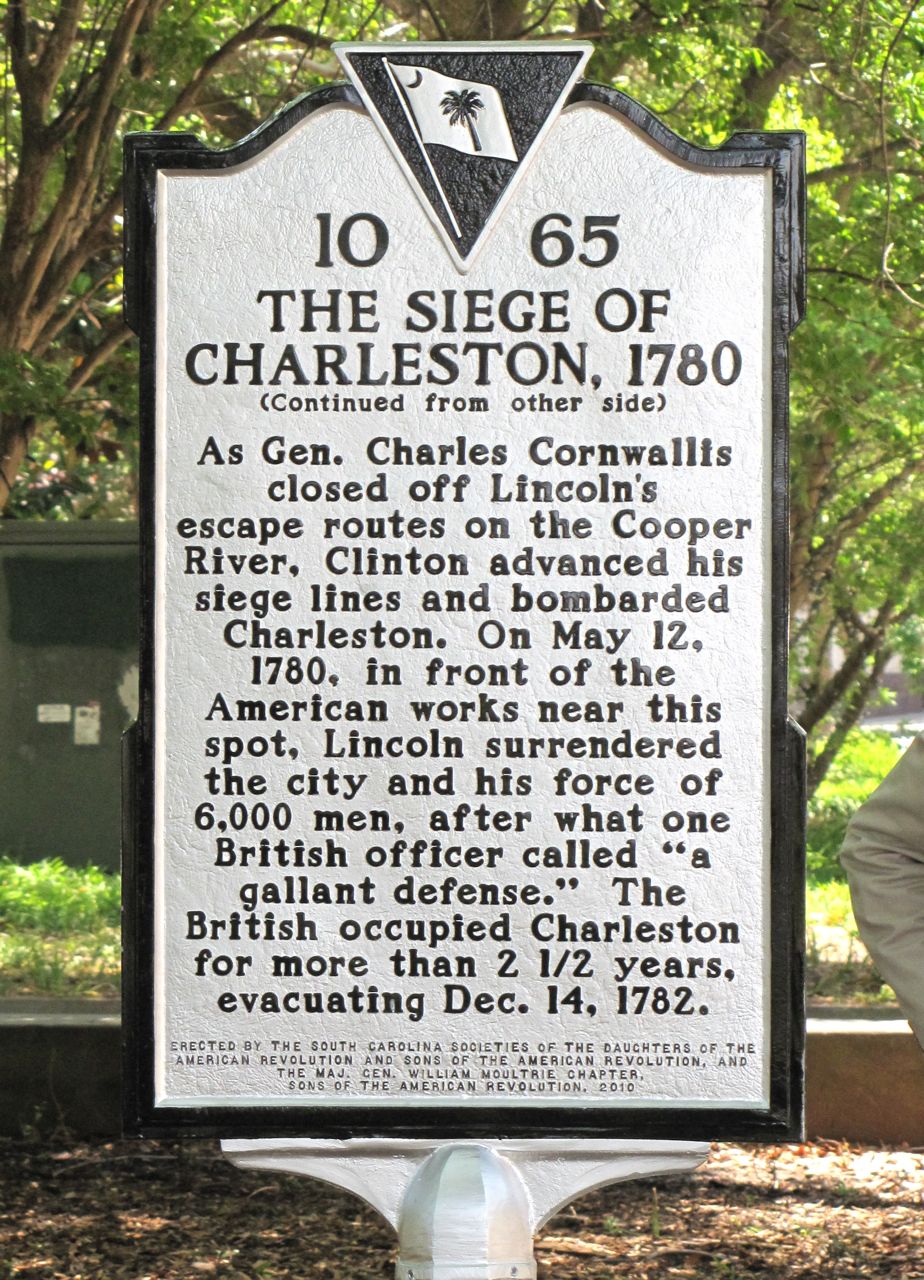 10 65
THE SIEGE OF
CHARLESTON, 1780
(Continued from other side)
As Gen. Charles Cornwallis
closed off Lincoln's
escape routes on the Cooper
River, Clinton advanced his
siege lines and bombarded
Charleston. On May 12,
1780, in front of the
American works near this
spot, Lincoln surrendered
the city and his force of
6,000 men, after what one
British officer called “a
gallant defense.” The
British occupied Charleston
for more than 2 1/2 years,
evacuating Dec. 14, 1782.
ERECTED BY THE SOUTH CAROLINA SOCIETIES OF THE DAUGHTERS OF THE
AMERICAN REVOLUTION AND SONS OF THE AMERICAN REVOLUTION, AND
THE MAJ. GEN. WILLIAM MOULTRIE CHAPTER,
SONS OF THE AMERICAN REVOLUTION, 2010